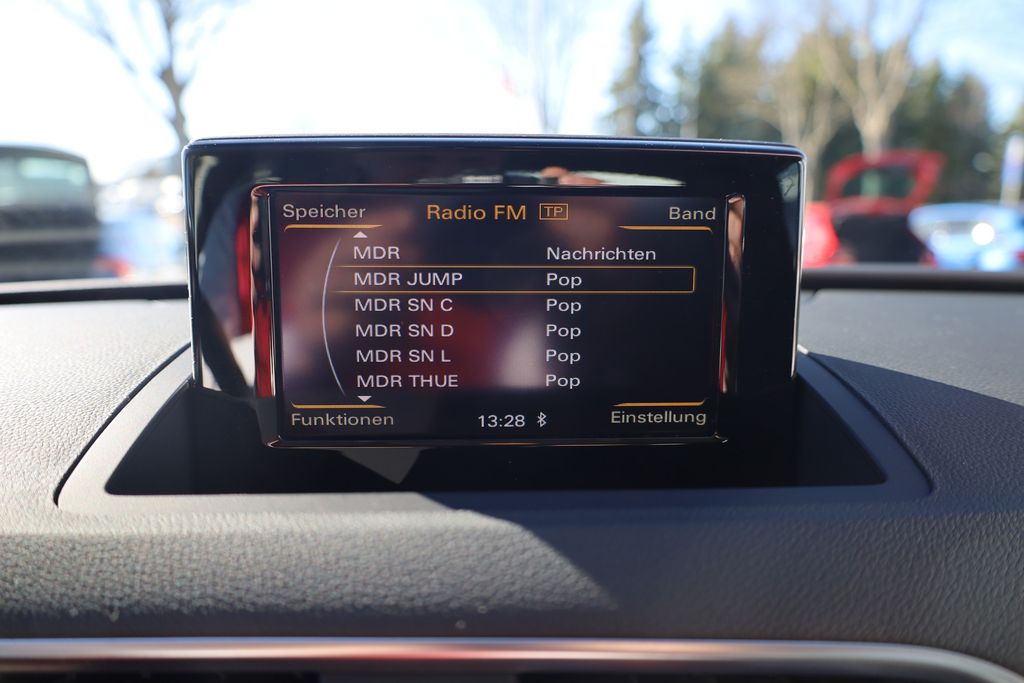 Speicher Radio FM TP Band
MDR Nachrichten
MDR JUMP Pop
MDR SN C Pop
MDR SN D Pop
MDR SN L Pop
MDR THUE Pop
Funktionen 13:28 Einstellung